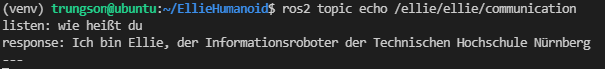 (venv) trungson@ubuntu:~/EllieHumanoid$ ros2 topic echo /ellie/ellie/communication
listen: wie heißt du
response: Ich bin Ellie, der Informationsroboter der Technischen Hochschule Nürnberg
---